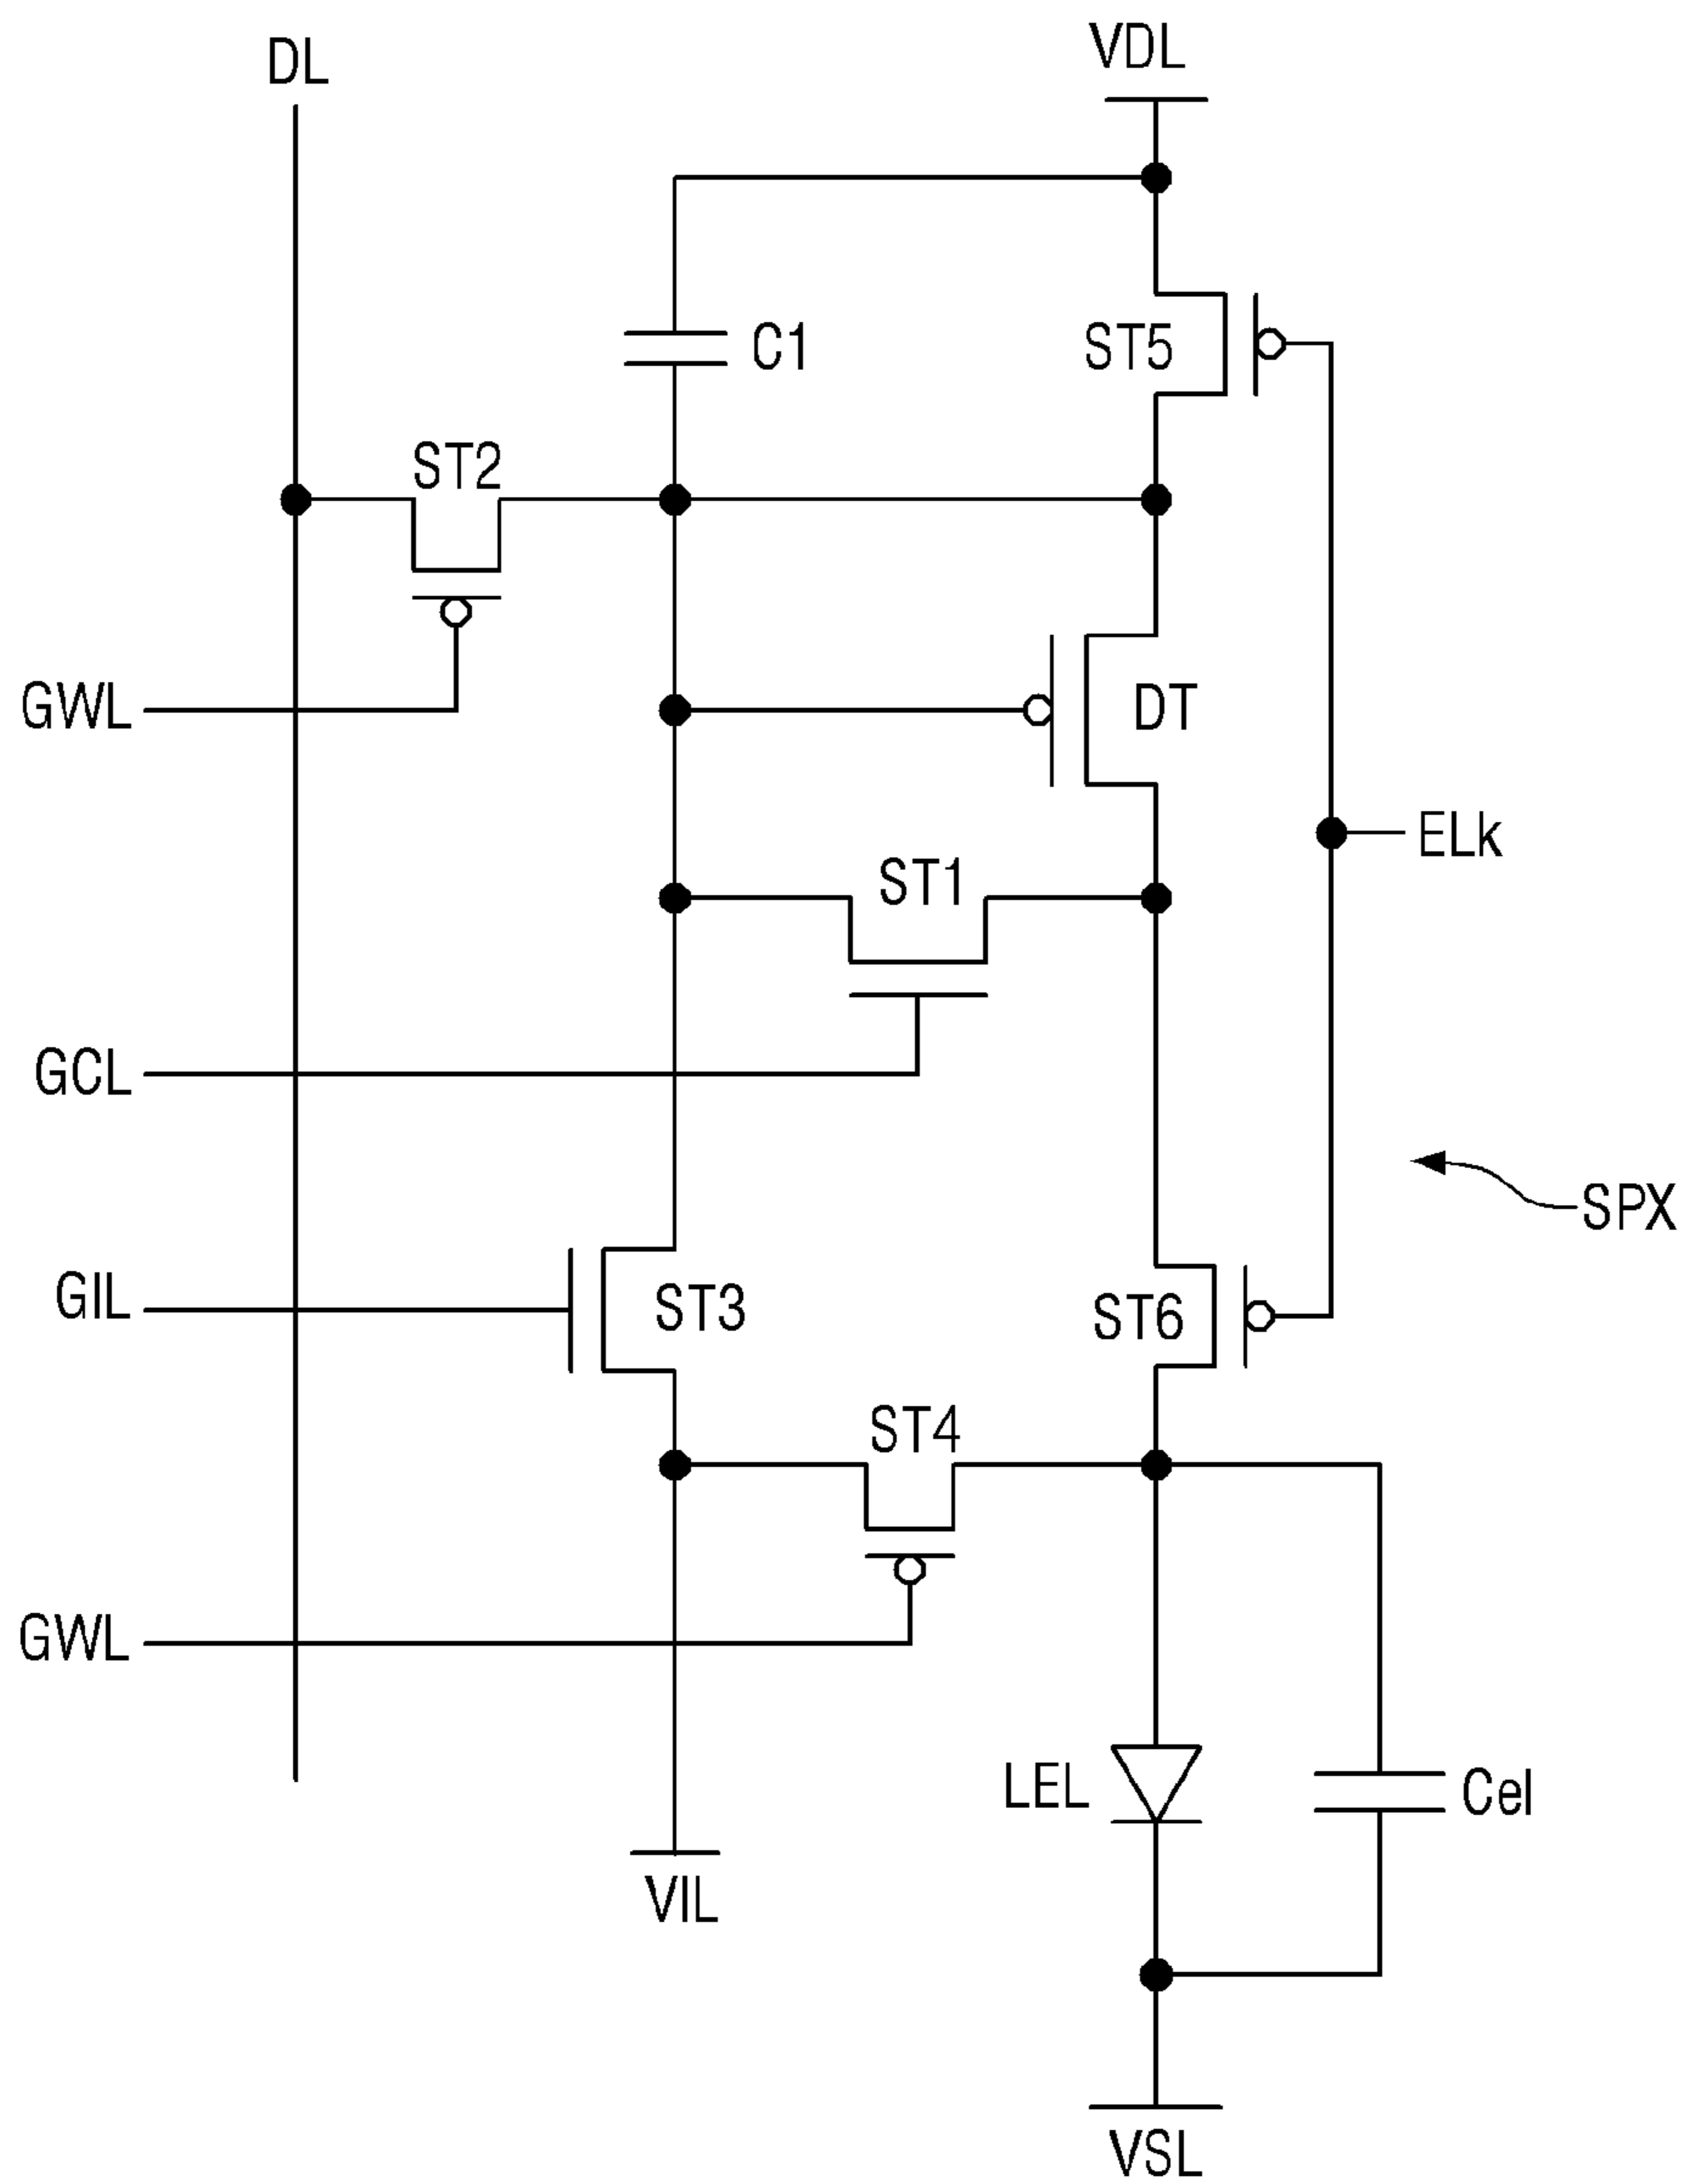 DL
VDL
C1
ST5
ST2
GWL
DT
ELk
ST1
GCL
SPX
GIL
ST3
ST6
ST4
GWL
LEL
Cel
VIL
VSL